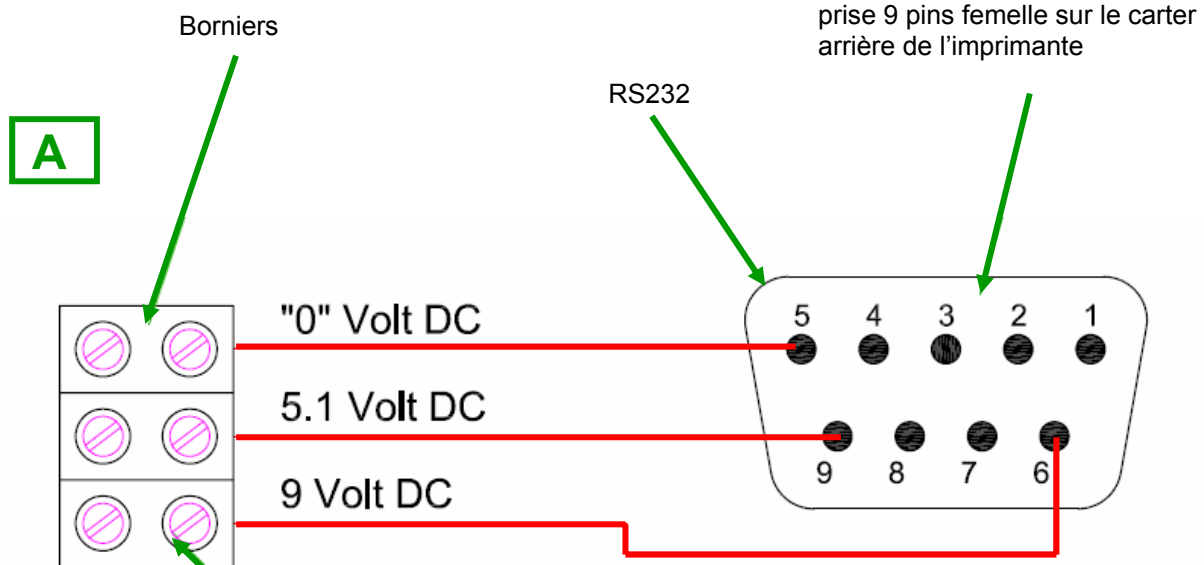 Borniers
prise 9 pins femelle sur le carter
arrière de l'imprimante
RS232
A
"0" Volt DC
5 4 3 2 1
5.1 Volt DC
9 8 7 6
9 Volt DC